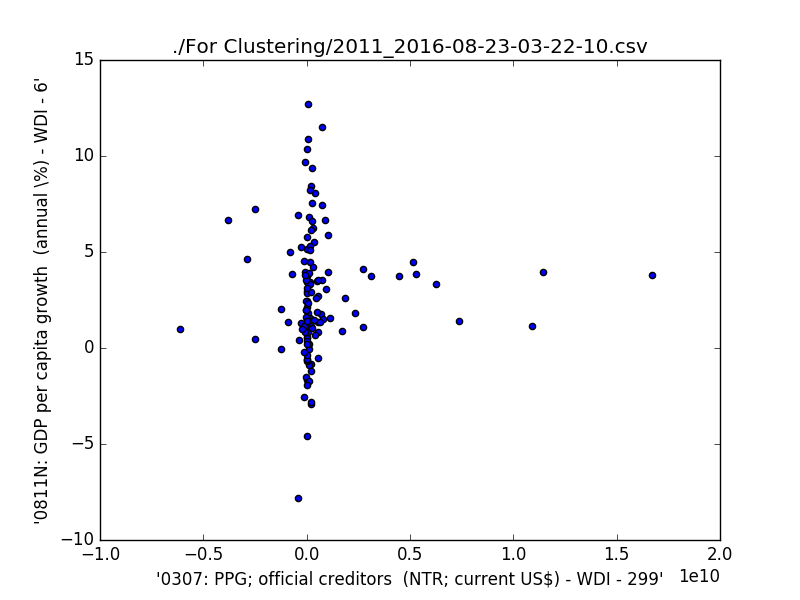 ./For Clustering/2011_2016-08-23-03-22-10.csv
15
10
5
0
−5
−10
'0811N: GDP per capita growth  (annual \%) - WDI - 6'
−1.0 −0.5 0.0 0.5 1.0 1.5 2.0
1e10
'0307: PPG; official creditors  (NTR; current US$) - WDI - 299'